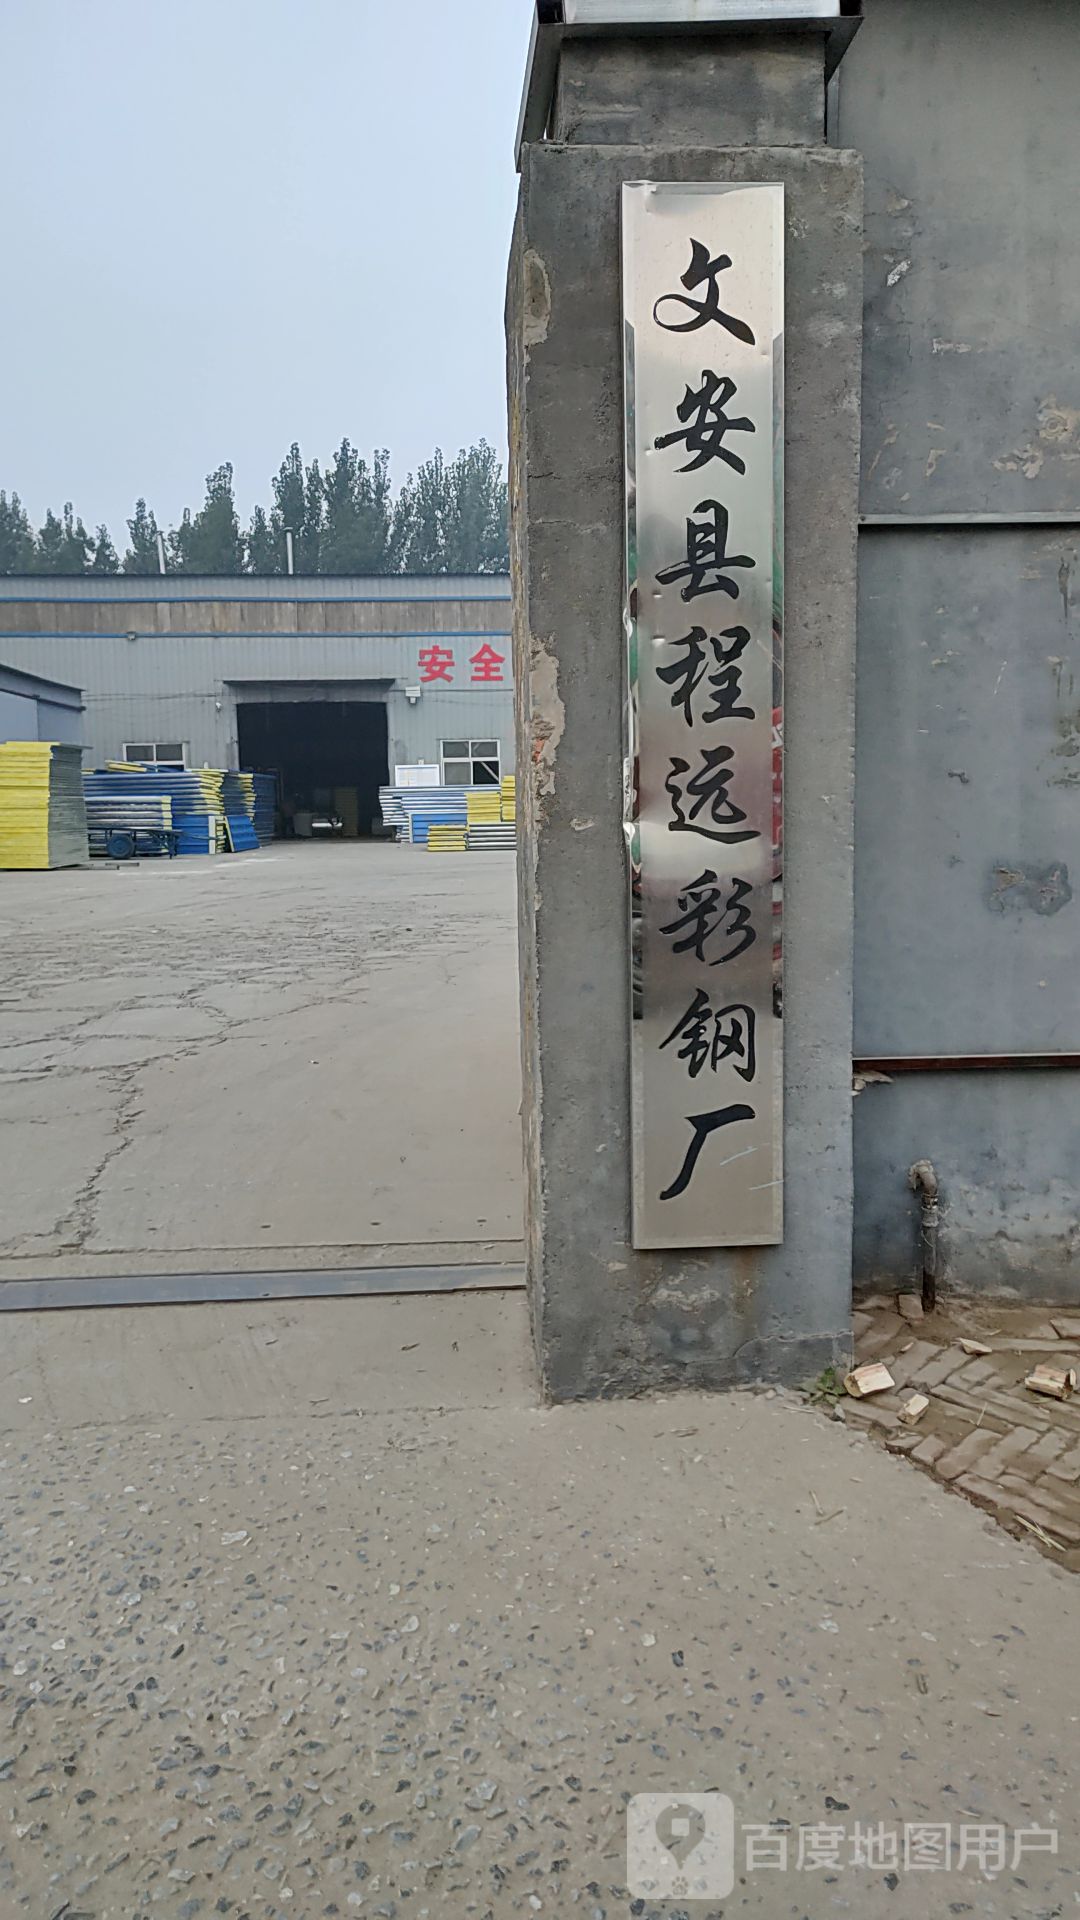 文安县程远彩钢厂
安全
百度地图用户